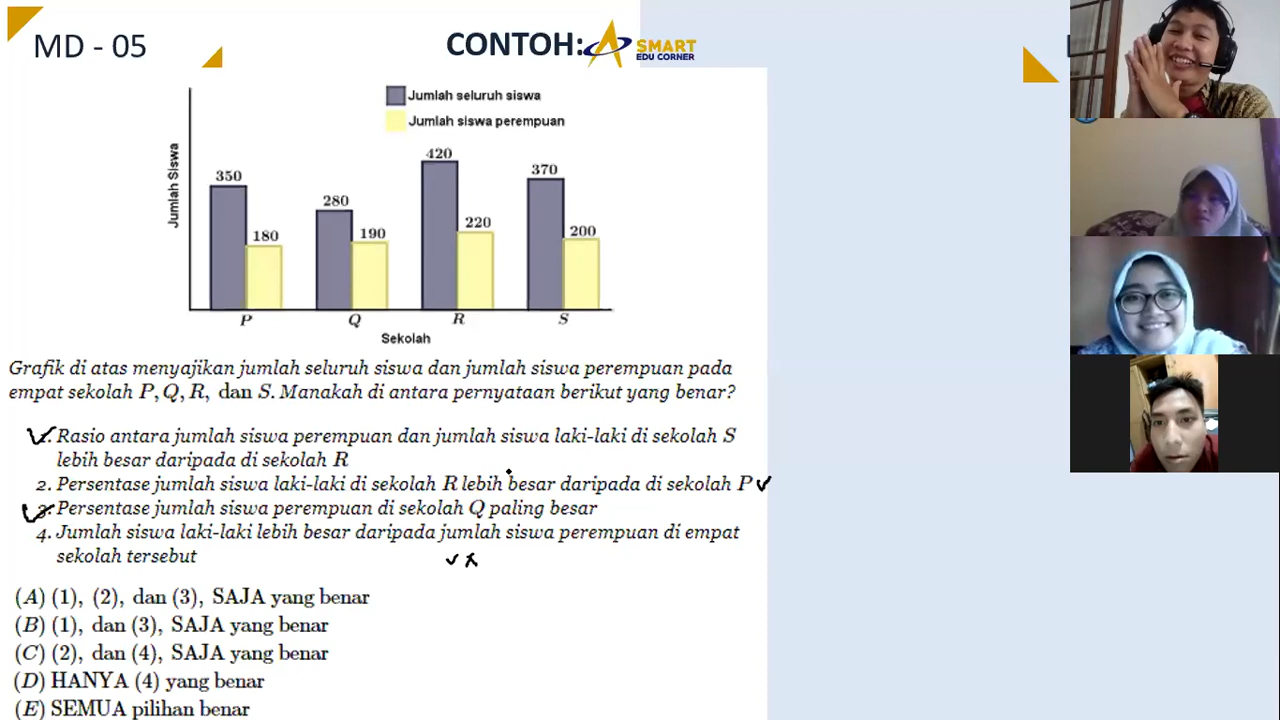 MD - 05
CONTOH:
SMART
EDU CORNER
Jumlah seluruh siswa
Jumlah siswa perempuan
Jumlah Siswa
350
180
280
190
420
220
370
200
P
Q
R
S
Sekolah
Grafik di atas menyajikan jumlah seluruh siswa dan jumlah siswa perempuan pada
empat sekolah P, Q, R, dan S. Manakah di antara pernyataan berikut yang benar?
Rasio antara jumlah siswa perempuan dan jumlah siswa laki-laki di sekolah S
lebih besar daripada di sekolah R
2. Persentase jumlah siswa laki-laki di sekolah R lebih besar daripada di sekolah P
3. Persentase jumlah siswa perempuan di sekolah Q paling besar
4. Jumlah siswa laki-laki lebih besar daripada jumlah siswa perempuan di empat
sekolah tersebut
(A) (1), (2), dan (3), SAJA yang benar
(B) (1), dan (3), SAJA yang benar
(C) (2), dan (4), SAJA yang benar
(D) HANYA (4) yang benar
(E) SEMUA pilihan benar